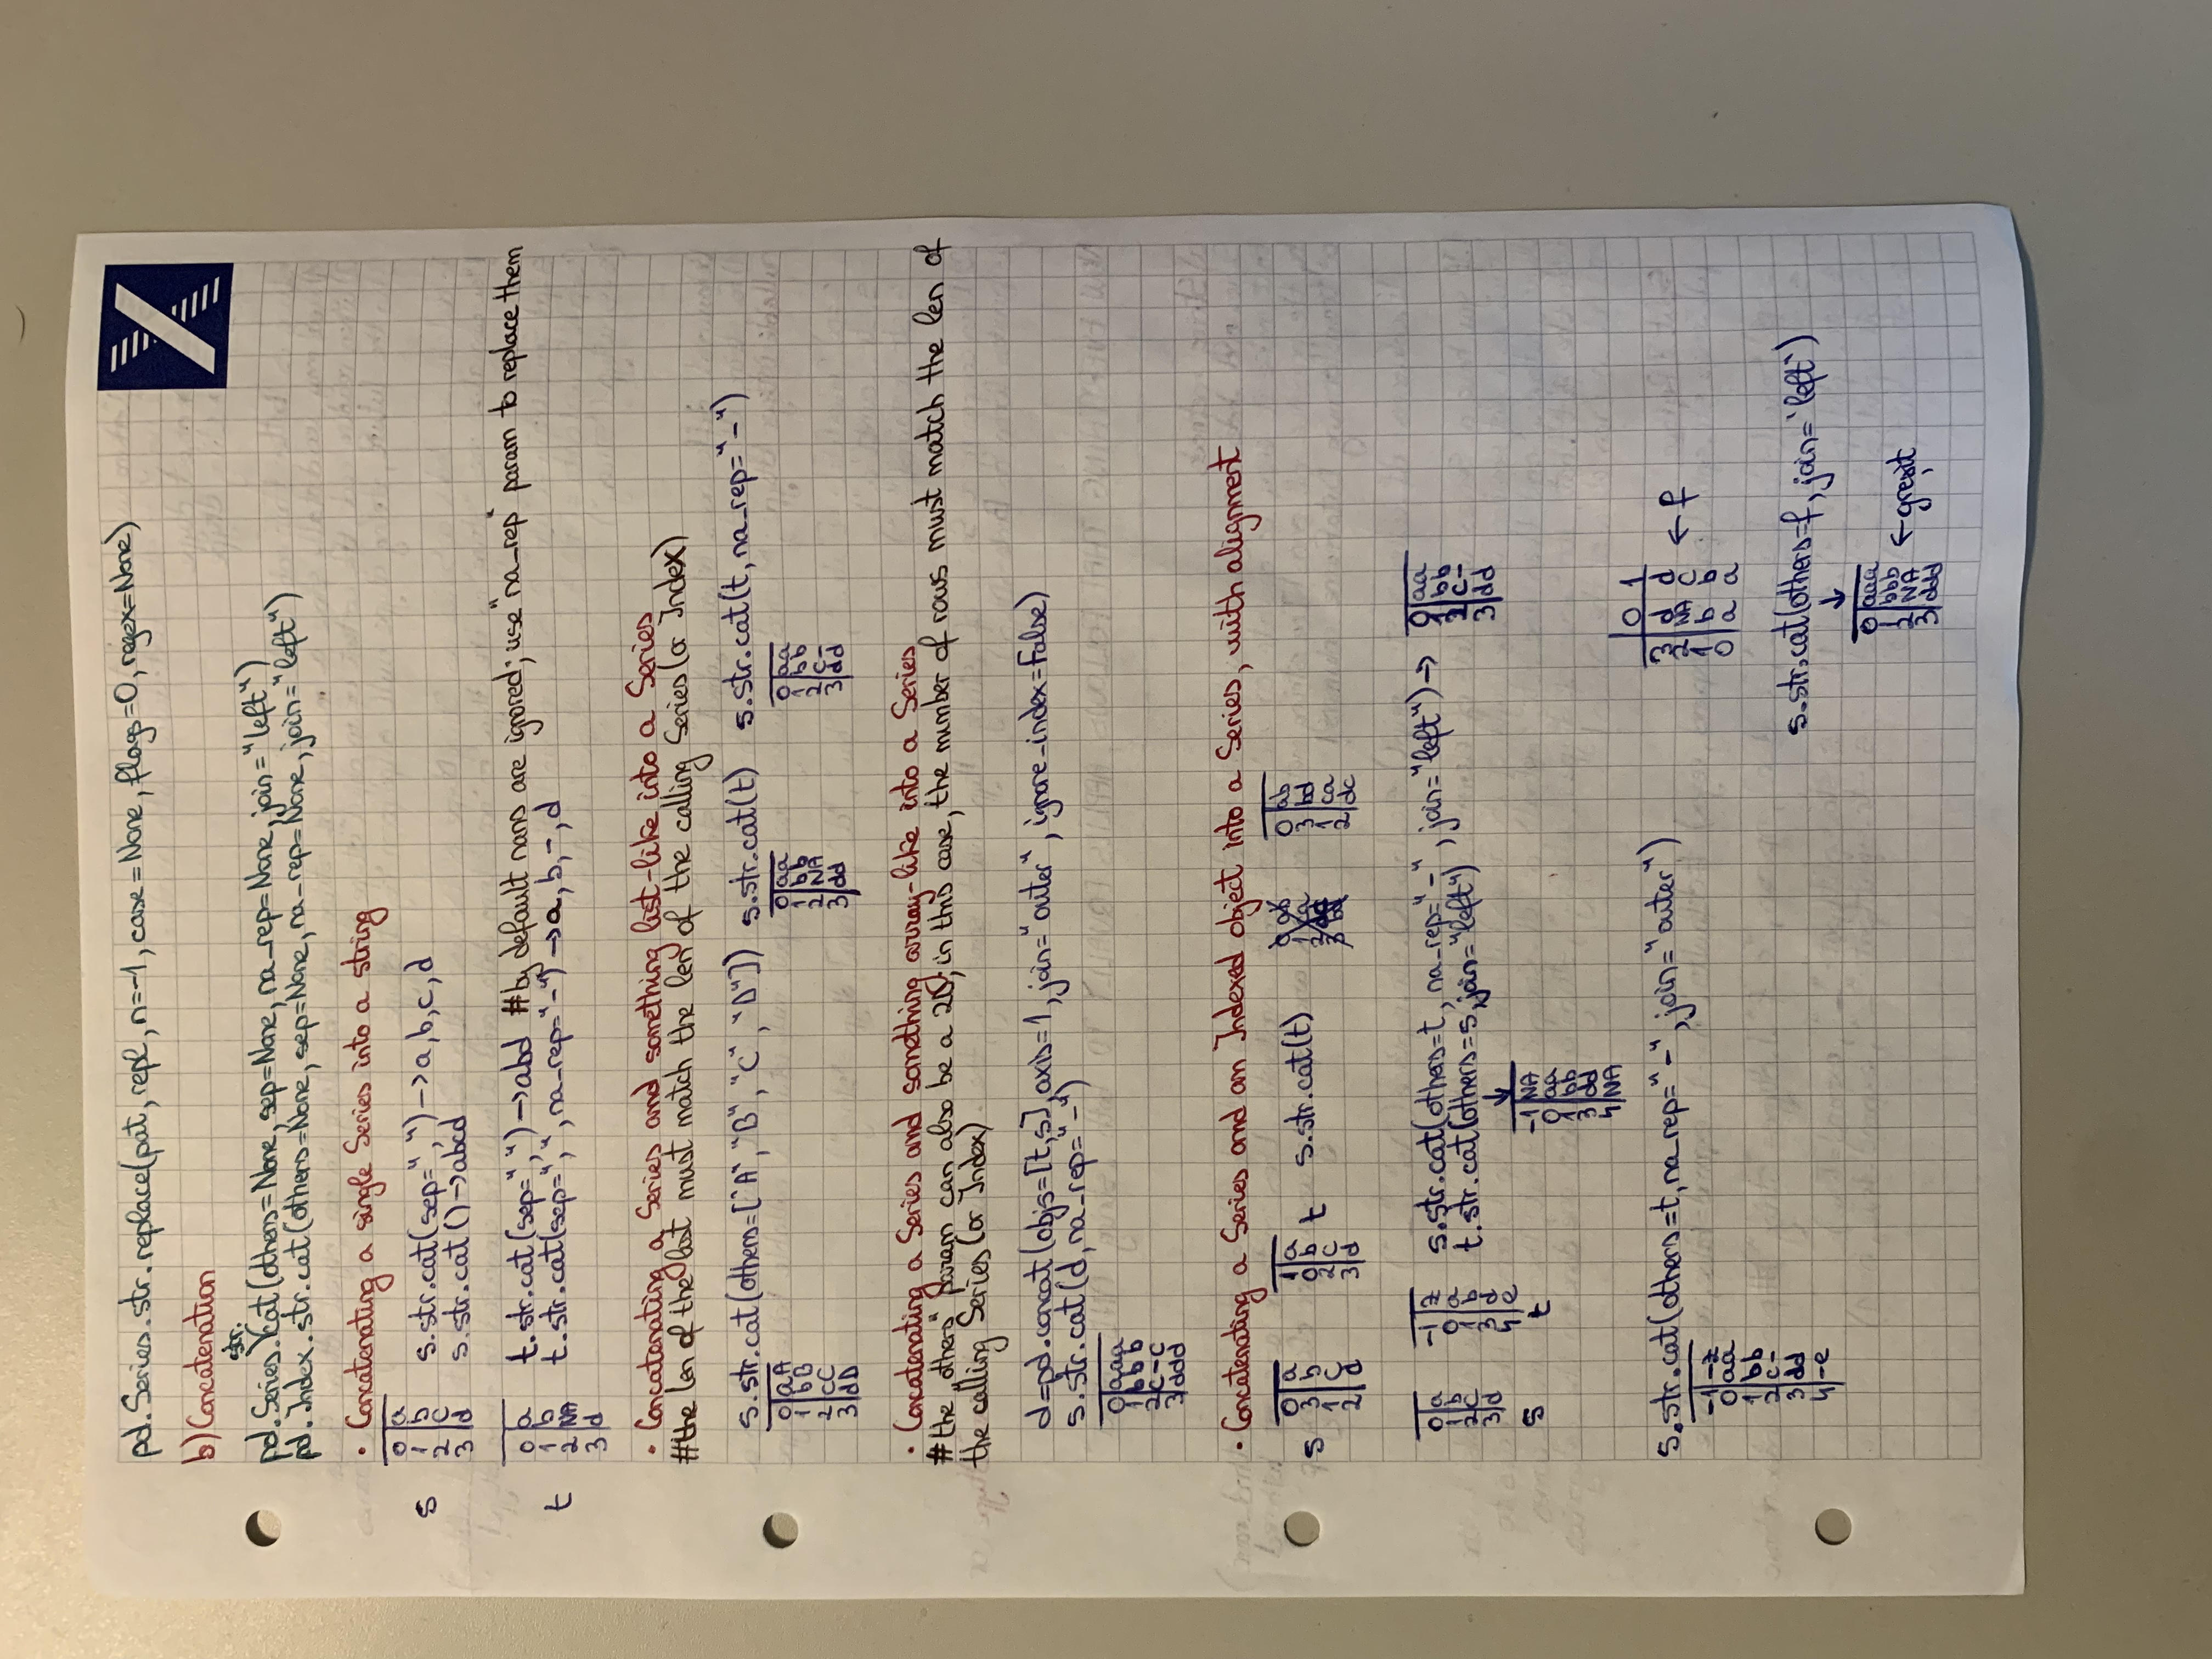 pd.Series.str.replace(pat, repl, n=-1, case=None, flags=0, regex=None)
b) Concatenation
pd.Series.str.cat(others=None, sep=None, na_rep=None, join="left")
pd.Index.str.cat(others=None, sep=None, na_rep=None, join="left")
• Concatenating a single Series into a string
s
0 a
1 b
2 c
3 d
s.str.cat(sep=",") -> a,b,c,d
s.str.cat() -> abcd
t
0 a
1 b
2 NA
3 d
t.str.cat(sep="") -> abd #by default nans are ignored; use "na_rep" param to replace them
t.str.cat(sep=",", na_rep="-") -> a,b,-,d
• Concatenating a Series and something list-like into a Series
#the len of the list must match the len of the calling Series (or Index)
s.str.cat(others=["A","B","C","D"]) s.str.cat(t) s.str.cat(t, na_rep="-")
0 aA
1 bB
2 cC
3 dD
0 aa
1 bb
2 NA
3 dd
0 aa
1 bb
2 c-
3 dd
• Concatenating a Series and something array-like into a Series
#the "others" param can also be a 2D; in this case, the number of rows must match the len of
the calling Series (or Index)
d=pd.concat(objs=[t,s], axis=1, join="outer", ignore_index=False)
s.str.cat(d, na_rep="-")
0 aaa
1 bbb
2 c-c
3 ddd
• Concatenating a Series and an Indexed object into a Series, with alignment
s
0 a
3 b
1 c
2 d
1 a
0 b
2 c
3 d
t s.str.cat(t)
0 ab
3 bd
1 ca
2 dc
0 a
1 b
2 c
3 d
s
-1 z
0 a
1 b
3 d
4 e
t
s.str.cat(others=t, na_rep="-", join="left") ->
t.str.cat(others=s, join="left")
0 aa
1 bb
2 c-
3 dd
-1 NA
0 aa
1 bb
3 dd
4 NA
s.str.cat(others=t, na_rep="-", join="outer")
-1 -z
0 aa
1 bb
2 c-
3 dd
4 -e
0 1
3 d d
2 NA c
1 b b
0 a a
<- f
s.str.cat(others=f, join='left')
0 aaa
1 bbb
2 NA
3 ddd